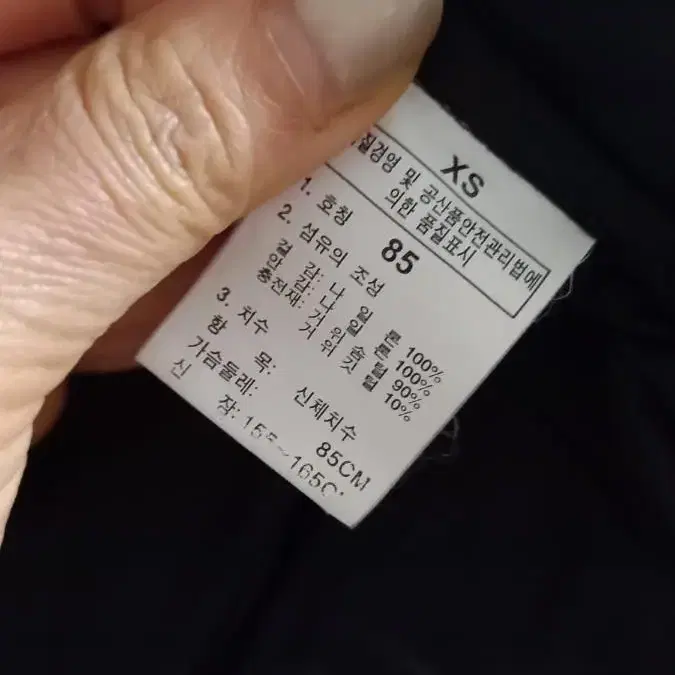 XS
질경영 및 공산품안전관리법에
의한 품질표시
1. 호칭 85
2. 섬유의 조성
겉 감: 나 일 론 100%
안 감: 나 일 론 100%
충전재: 거 위 솜 털 90%
거 위 깃 털 10%
3. 치수
항 목: 신체치수
가슴둘레: 85CM
신 장: 155~165C